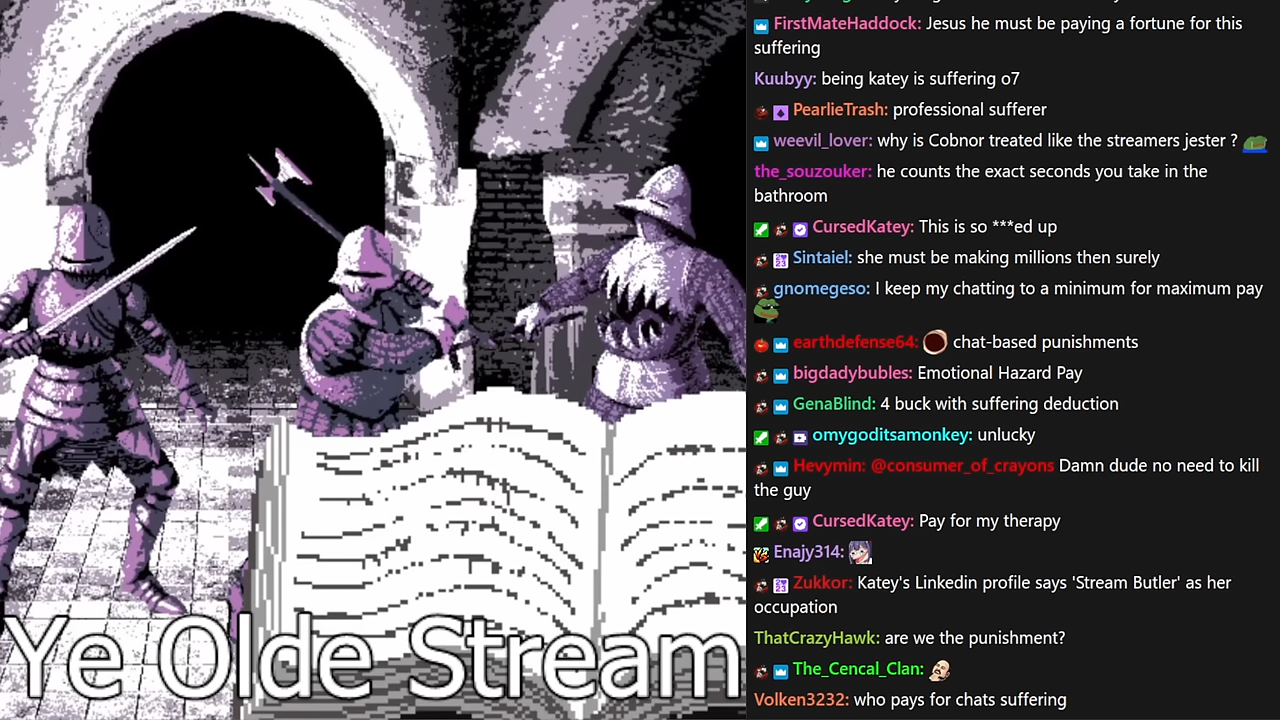 FirstMateHaddock: Jesus he must be paying a fortune for this
suffering
Kuubyy: being katey is suffering o7
PearlieTrash: professional sufferer
weevil_lover: why is Cobnor treated like the streamers jester ?
the_souzouker: he counts the exact seconds you take in the
bathroom
CursedKatey: This is so ***ed up
Sintaiel: she must be making millions then surely
gnomegeso: I keep my chatting to a minimum for maximum pay
earthdefense64: chat-based punishments
bigdadybubles: Emotional Hazard Pay
GenaBlind: 4 buck with suffering deduction
omygoditsamonkey: unlucky
Hevymin: @consumer_of_crayons Damn dude no need to kill
the guy
CursedKatey: Pay for my therapy
Enajy314:
Zukkor: Katey's Linkedin profile says 'Stream Butler' as her
occupation
ThatCrazyHawk: are we the punishment?
The_Cencal_Clan:
Volken3232: who pays for chats suffering
Ye Olde Stream